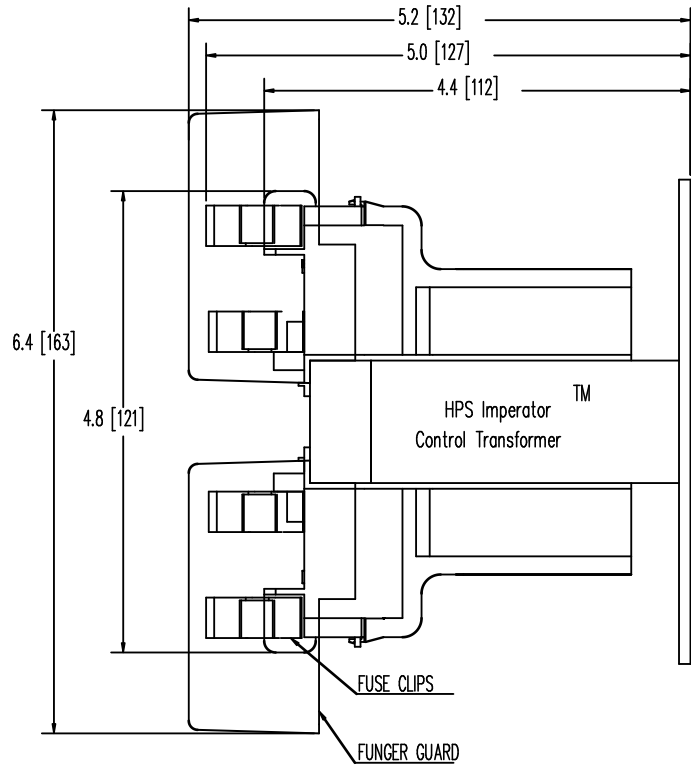 5.2 [132]
5.0 [127]
4.4 [112]
6.4 [163]
4.8 [121]
TM
HPS Imperator
Control Transformer
FUSE CLIPS
FUNGER GUARD